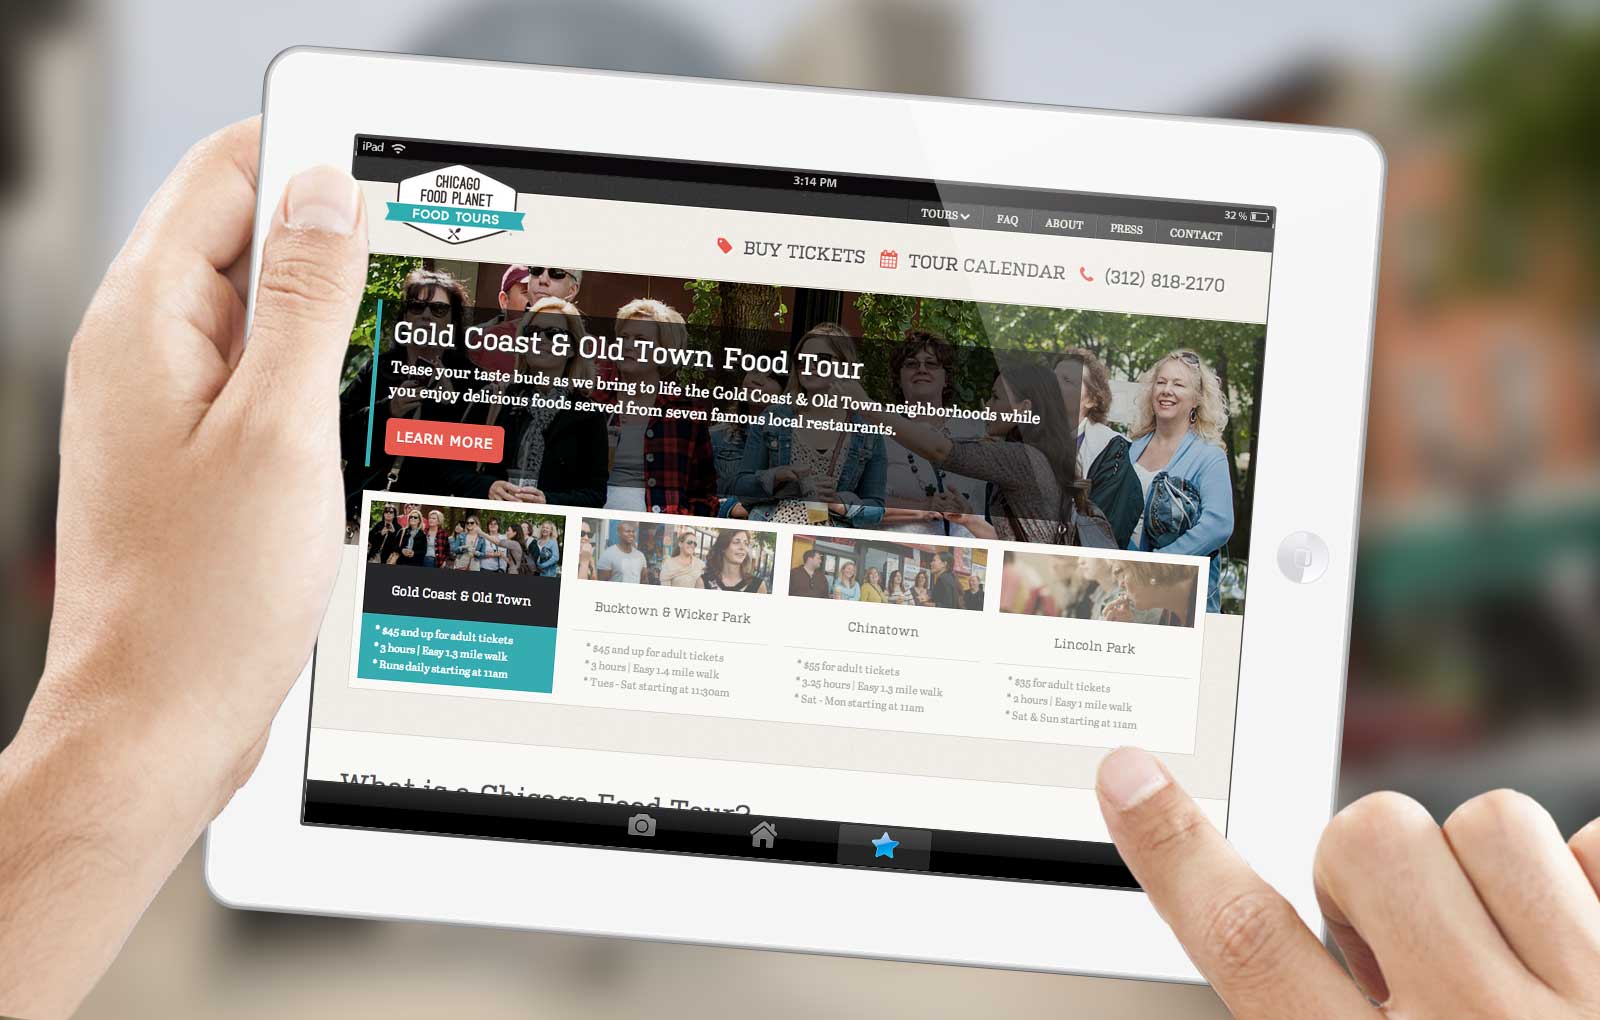 iPad
3:14 PM
32 %
CHICAGO
FOOD PLANET
FOOD TOURS
TOURS
FAQ
ABOUT
PRESS
CONTACT
BUY TICKETS
TOUR CALENDAR
(312) 818-2170
Gold Coast & Old Town Food Tour
Tease your taste buds as we bring to life the Gold Coast & Old Town neighborhoods while
you enjoy delicious foods served from seven famous local restaurants.
LEARN MORE
Gold Coast & Old Town
* $45 and up for adult tickets
* 3 hours | Easy 1.3 mile walk
* Runs daily starting at 11am
Bucktown & Wicker Park
* $45 and up for adult tickets
* 3 hours | Easy 1.4 mile walk
* Tues - Sat starting at 11:30am
Chinatown
* $55 for adult tickets
* 3.25 hours | Easy 1.3 mile walk
* Sat - Mon starting at 11am
Lincoln Park
* $35 for adult tickets
* 2 hours | Easy 1 mile walk
* Sat & Sun starting at 11am
What is a Chicago Food Tour?